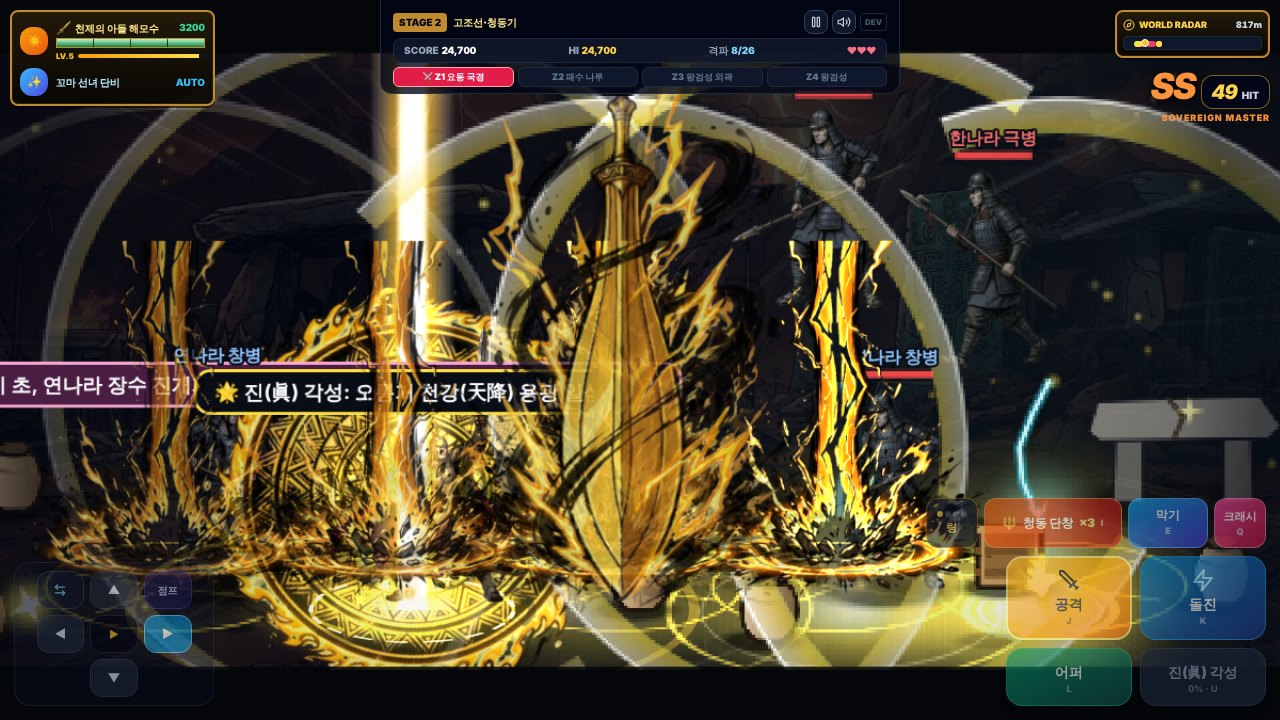 천제의 아들 해모수 3200
LV.5
꼬마 선녀 단비 AUTO
STAGE 2 고조선·청동기
DEV
SCORE 24,700 HI 24,700 격파 8/26
Z1 요동 국경 Z2 패수 나루 Z3 왕검성 외곽 Z4 왕검성
WORLD RADAR 817m
SS 49 HIT
SOVEREIGN MASTER
한나라 극병
연나라 창병
나라 창병
초, 연나라 장수 진개
진(眞) 각성: 천강(天降) 용광
링
청동 단창 ×3
막기
E
크래시
Q
점프
공격
J
돌진
K
어퍼
L
진(眞) 각성
0% · U